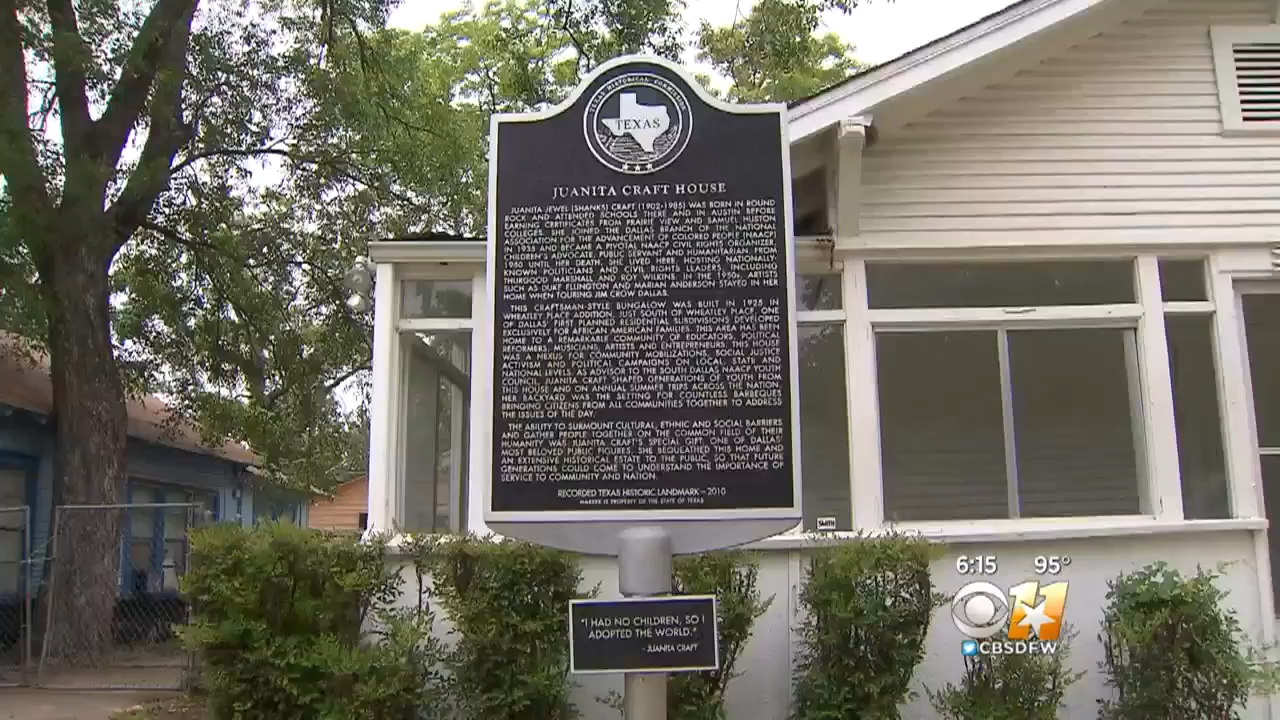 TEXAS HISTORICAL COMMISSION
TEXAS
JUANITA CRAFT HOUSE
JUANITA JEWEL (SHANKS) CRAFT (1902-1985) WAS BORN IN ROUND
ROCK AND ATTENDED SCHOOLS THERE AND IN AUSTIN BEFORE
EARNING CERTIFICATES FROM PRAIRIE VIEW AND SAMUEL HUSTON
COLLEGES. SHE JOINED THE DALLAS BRANCH OF THE NATIONAL
ASSOCIATION FOR THE ADVANCEMENT OF COLORED PEOPLE (NAACP)
IN 1935 AND BECAME A PIVOTAL NAACP CIVIL RIGHTS ORGANIZER,
CHILDREN'S ADVOCATE, PUBLIC SERVANT AND HUMANITARIAN. FROM
1950 UNTIL HER DEATH, SHE LIVED HERE, HOSTING NATIONALLY-
KNOWN POLITICIANS AND CIVIL RIGHTS LEADERS, INCLUDING
THURGOOD MARSHALL AND ROY WILKINS. IN THE 1950s, ARTISTS
SUCH AS DUKE ELLINGTON AND MARIAN ANDERSON STAYED IN HER
HOME WHEN TOURING JIM CROW DALLAS.
THIS CRAFTSMAN-STYLE BUNGALOW WAS BUILT IN 1925 IN
WHEATLEY PLACE ADDITION, JUST SOUTH OF WHEATLEY PLACE, ONE
OF DALLAS' FIRST PLANNED RESIDENTIAL SUBDIVISIONS DEVELOPED
EXCLUSIVELY FOR AFRICAN AMERICAN FAMILIES. THIS AREA HAS BEEN
HOME TO A REMARKABLE COMMUNITY OF EDUCATORS, POLITICAL
REFORMERS, MUSICIANS, ARTISTS AND ENTREPRENEURS. THIS HOUSE
WAS A NEXUS FOR COMMUNITY MOBILIZATIONS, SOCIAL JUSTICE
ACTIVISM AND POLITICAL CAMPAIGNS ON LOCAL, STATE AND
NATIONAL LEVELS. AS ADVISOR TO THE SOUTH DALLAS NAACP YOUTH
COUNCIL, JUANITA CRAFT SHAPED GENERATIONS OF YOUTH FROM
THIS HOUSE AND ON ANNUAL SUMMER TRIPS ACROSS THE NATION.
HER BACKYARD WAS THE SETTING FOR COUNTLESS BARBEQUES
BRINGING CITIZENS FROM ALL COMMUNITIES TOGETHER TO ADDRESS
THE ISSUES OF THE DAY.
THE ABILITY TO SURMOUNT CULTURAL, ETHNIC AND SOCIAL BARRIERS
AND GATHER PEOPLE TOGETHER ON THE COMMON FIELD OF THEIR
HUMANITY WAS JUANITA CRAFT'S SPECIAL GIFT. ONE OF DALLAS'
MOST BELOVED PUBLIC FIGURES, SHE BEQUEATHED THIS HOME AND
AN EXTENSIVE HISTORICAL ESTATE TO THE PUBLIC, SO THAT FUTURE
GENERATIONS COULD COME TO UNDERSTAND THE IMPORTANCE OF
SERVICE TO COMMUNITY AND NATION.
RECORDED TEXAS HISTORIC LANDMARK – 2010
MARKER IS PROPERTY OF THE STATE OF TEXAS
SMITH
"I HAD NO CHILDREN, SO I
ADOPTED THE WORLD."
- JUANITA CRAFT
6:15 95°
11
CBSDFW